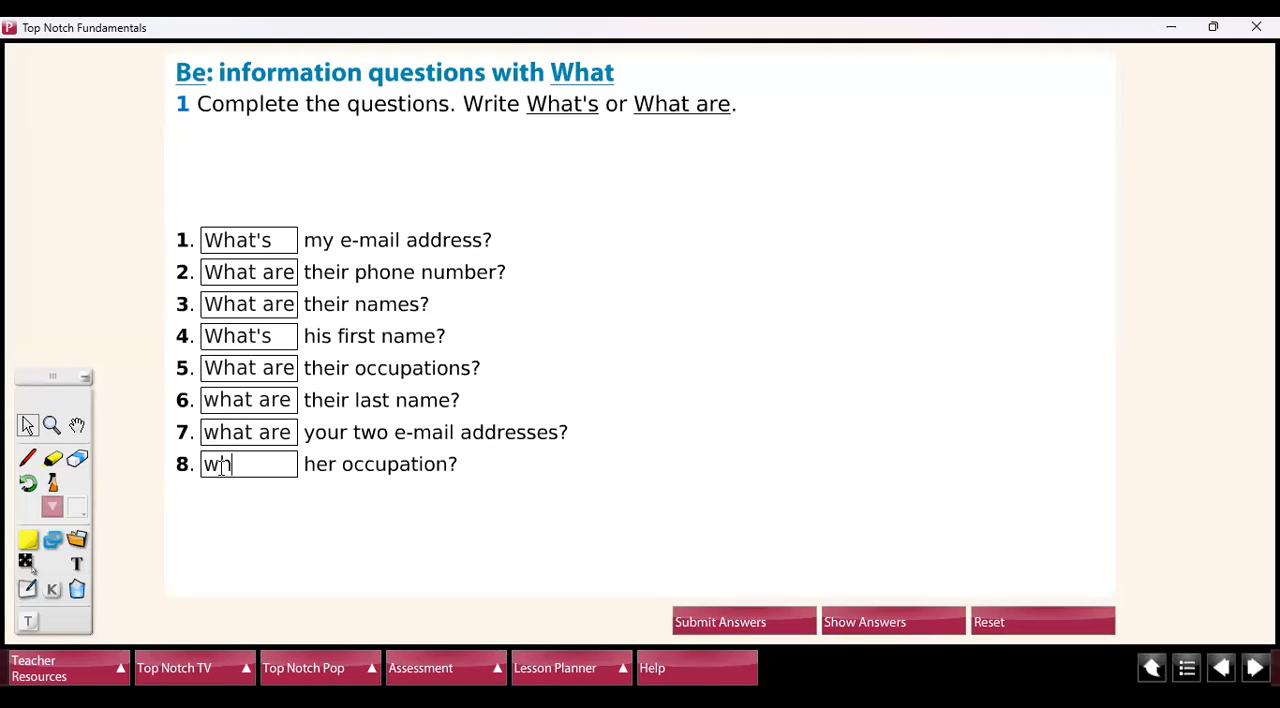 Top Notch Fundamentals
Be: information questions with What
1 Complete the questions. Write What's or What are.
1. What's my e-mail address?
2. What are their phone number?
3. What are their names?
4. What's his first name?
5. What are their occupations?
6. what are their last name?
7. what are your two e-mail addresses?
8. wh her occupation?
T
K
T
Submit Answers Show Answers Reset
Teacher Resources Top Notch TV Top Notch Pop Assessment Lesson Planner Help